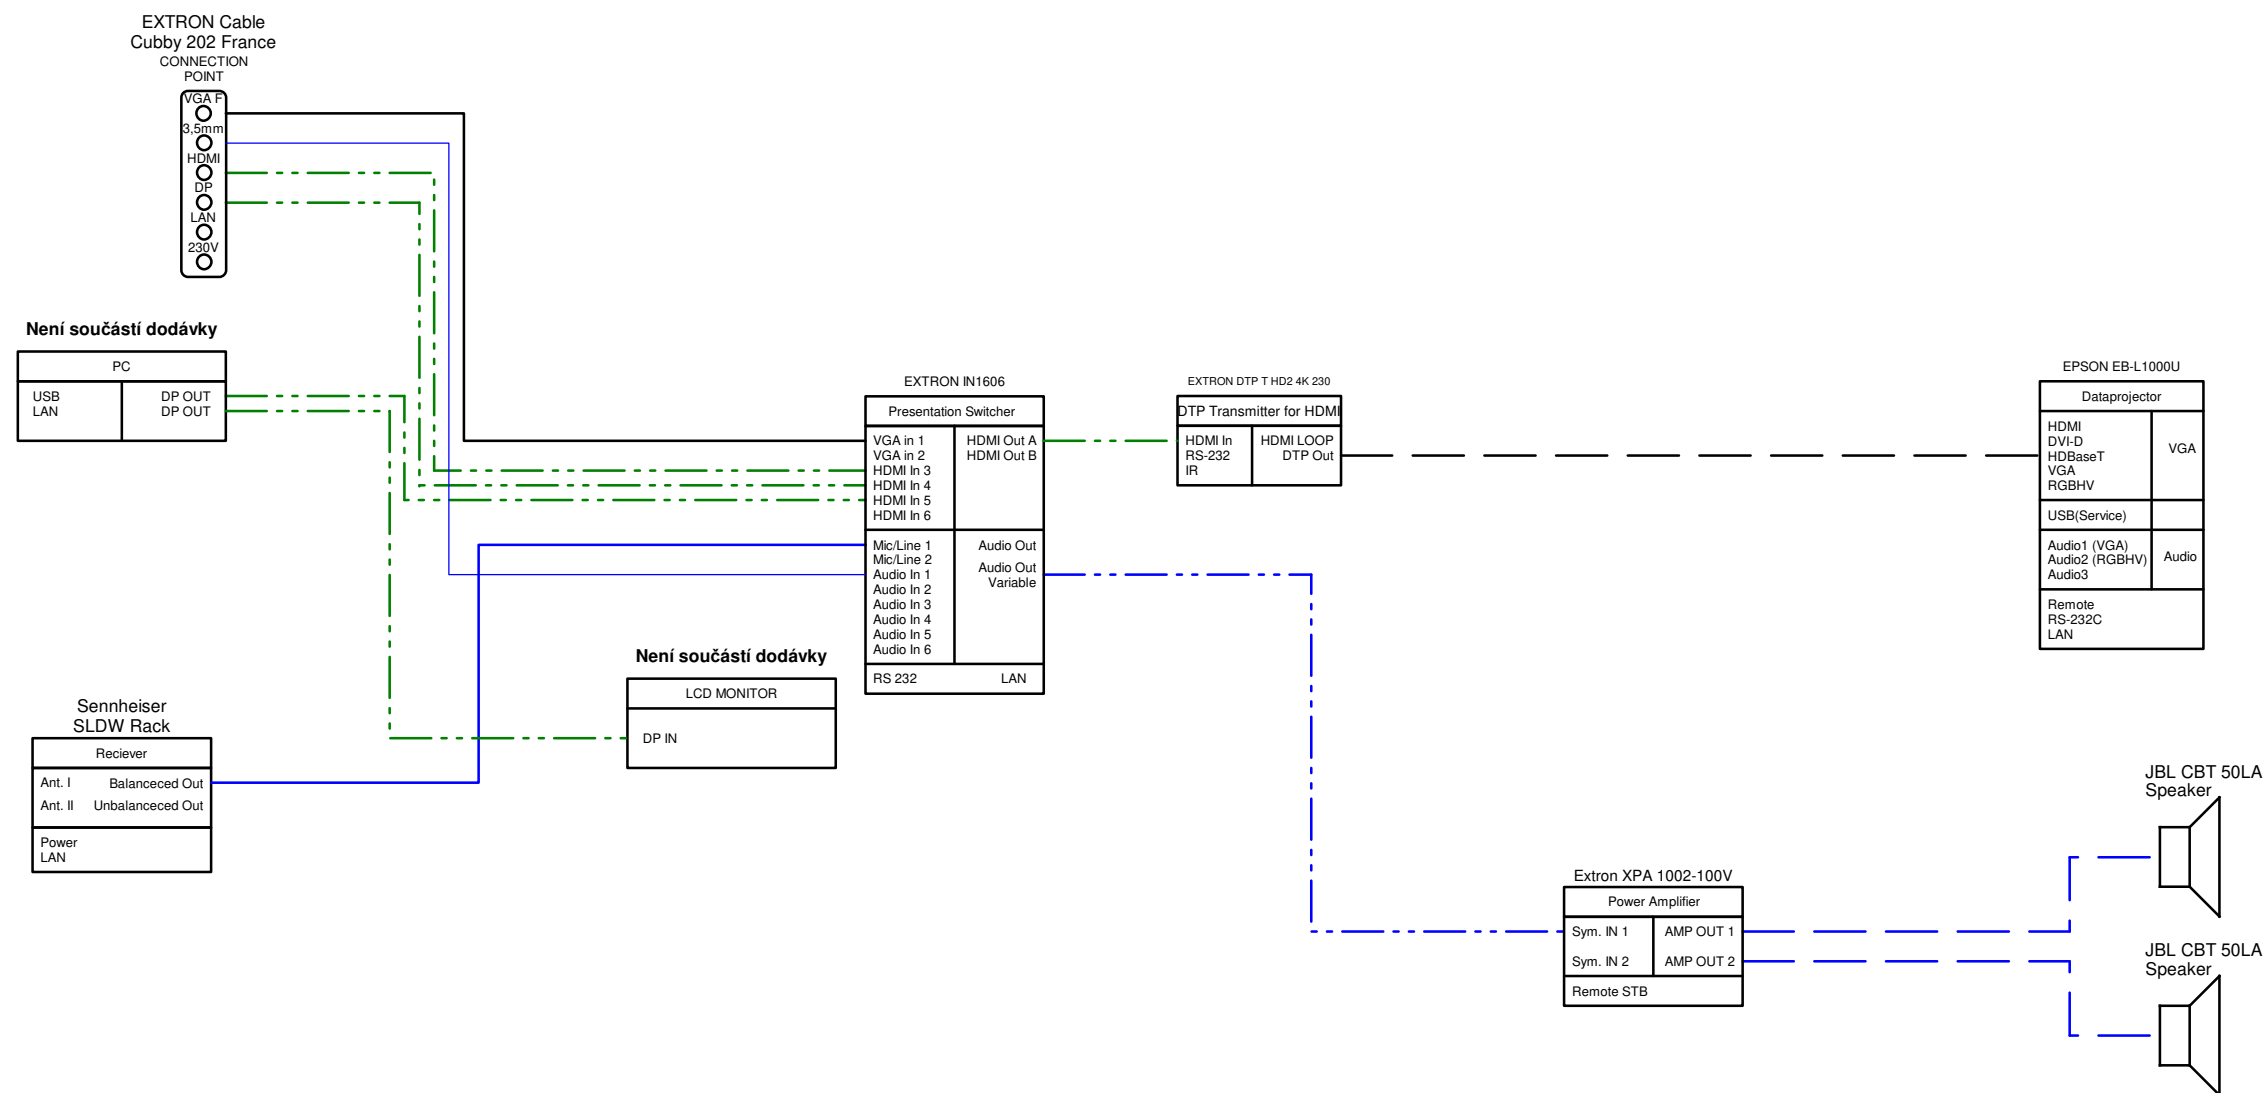 EXTRON Cable
Cubby 202 France
CONNECTION
POINT
VGA F
3,5mm
HDMI
DP
LAN
230V
Není součástí dodávky
PC
USB
LAN
DP OUT
DP OUT
Sennheiser
SLDW Rack
Reciever
Ant. I
Balanceced Out
Ant. II
Unbalanceced Out
Power
LAN
Není součástí dodávky
LCD MONITOR
DP IN
EXTRON IN1606
Presentation Switcher
VGA in 1
VGA in 2
HDMI In 3
HDMI In 4
HDMI In 5
HDMI In 6
HDMI Out A
HDMI Out B
Mic/Line 1
Mic/Line 2
Audio In 1
Audio In 2
Audio In 3
Audio In 4
Audio In 5
Audio In 6
Audio Out
Audio Out
Variable
RS 232
LAN
EXTRON DTP T HD2 4K 230
DTP Transmitter for HDMI
HDMI In
RS-232
IR
HDMI LOOP
DTP Out
EPSON EB-L1000U
Dataprojector
HDMI
DVI-D
HDBaseT
VGA
RGBHV
VGA
USB(Service)
Audio1 (VGA)
Audio2 (RGBHV)
Audio3
Audio
Remote
RS-232C
LAN
Extron XPA 1002-100V
Power Amplifier
Sym. IN 1
Sym. IN 2
AMP OUT 1
AMP OUT 2
Remote STB
JBL CBT 50LA
Speaker
JBL CBT 50LA
Speaker